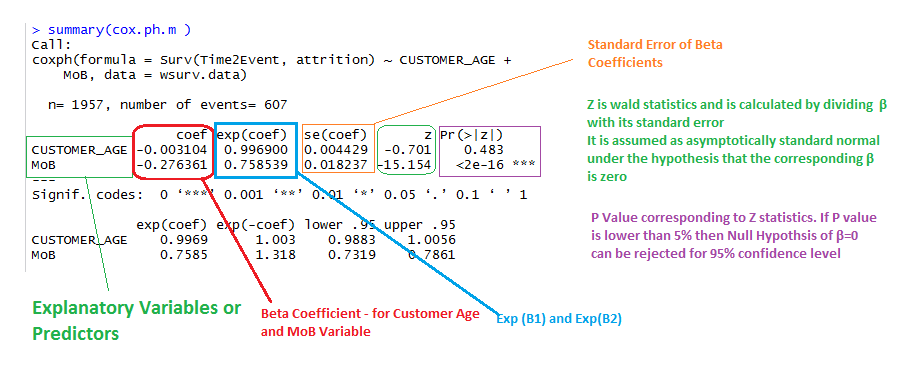 > summary(cox.ph.m )
Call:
coxph(formula = Surv(Time2Event, attrition) ~ CUSTOMER_AGE +
MoB, data = wsurv.data)
n= 1957, number of events= 607
coef exp(coef) se(coef) z Pr(>|z|)
CUSTOMER_AGE -0.003104 0.996900 0.004429 -0.701 0.483
MoB -0.276361 0.758539 0.018237 -15.154 <2e-16 ***
---
Signif. codes: 0 ‘***’ 0.001 ‘**’ 0.01 ‘*’ 0.05 ‘.’ 0.1 ‘ ’ 1
exp(coef) exp(-coef) lower .95 upper .95
CUSTOMER_AGE 0.9969 1.003 0.9883 1.0056
MoB 0.7585 1.318 0.7319 0.7861
Standard Error of Beta
Coefficients
Z is wald statistics and is calculated by dividing β
with its standard error
It is assumed as asymptotically standard normal
under the hypothesis that the corresponding β
is zero
P Value corresponding to Z statistics. If P value
is lower than 5% then Null Hypothsis of β=0
can be rejected for 95% confidence level
Explanatory Variables or
Predictors
Beta Coefficient - for Customer Age
and MoB Variable
Exp (B1) and Exp(B2)